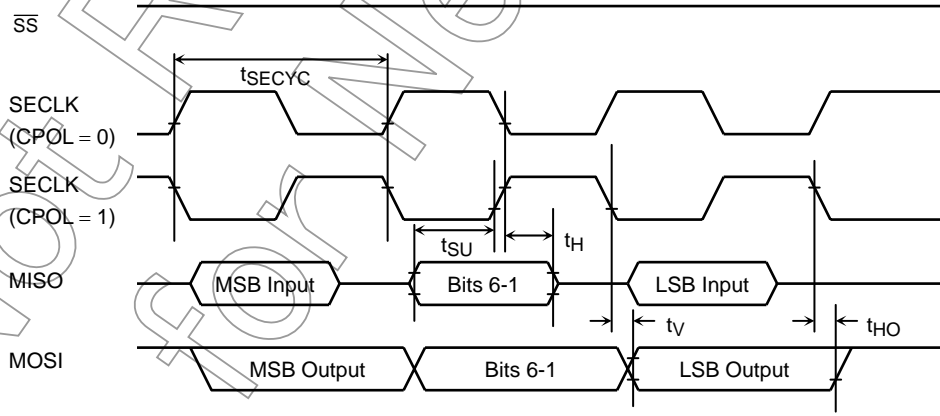 SS
tSECYC
SECLK
(CPOL = 0)
SECLK
(CPOL = 1)
tSU
tH
MISO
MSB Input
Bits 6-1
LSB Input
tV
tHO
MOSI
MSB Output
Bits 6-1
LSB Output